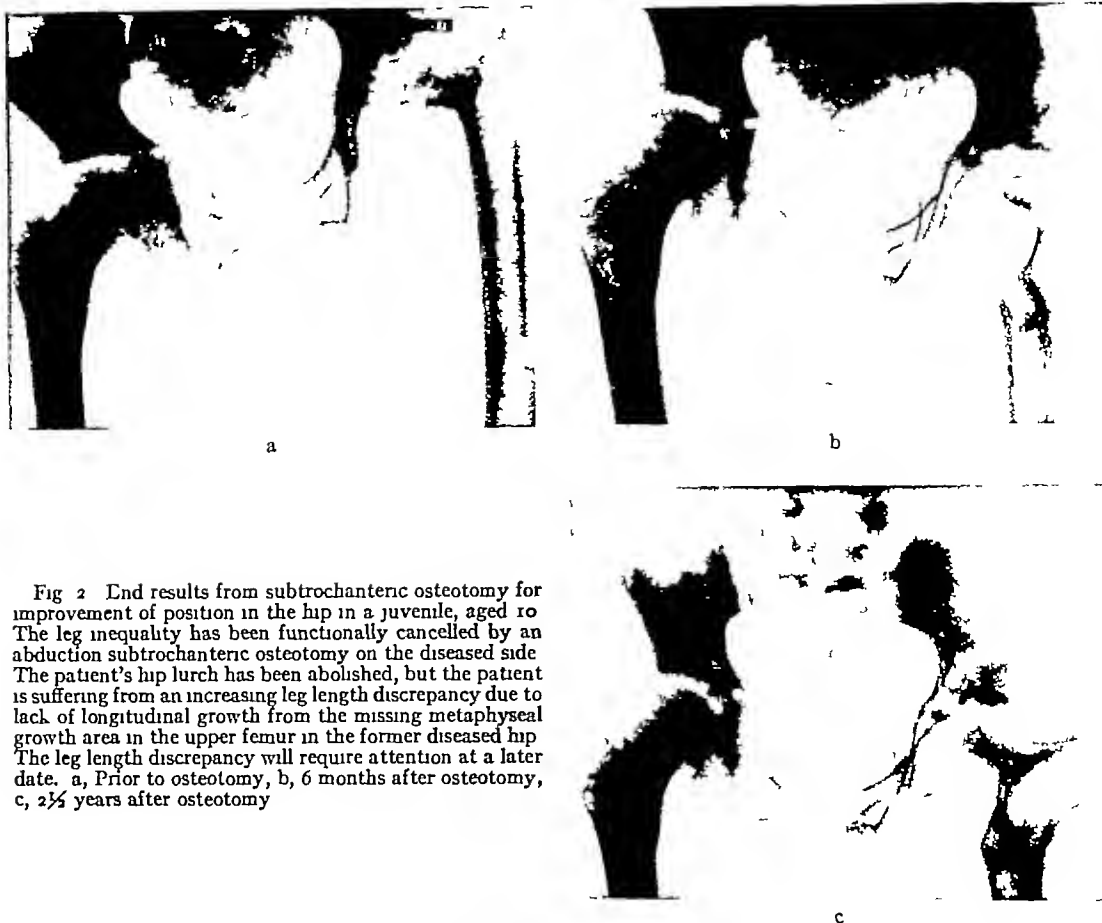 a
b
Fig 2 End results from subtrochanteric osteotomy for
improvement of position in the hip in a juvenile, aged 10
The leg inequality has been functionally cancelled by an
abduction subtrochanteric osteotomy on the diseased side
The patient's hip lurch has been abolished, but the patient
is suffering from an increasing leg length discrepancy due to
lack of longitudinal growth from the missing metaphyseal
growth area in the upper femur in the former diseased hip
The leg length discrepancy will require attention at a later
date. a, Prior to osteotomy, b, 6 months after osteotomy,
c, 2½ years after osteotomy
c